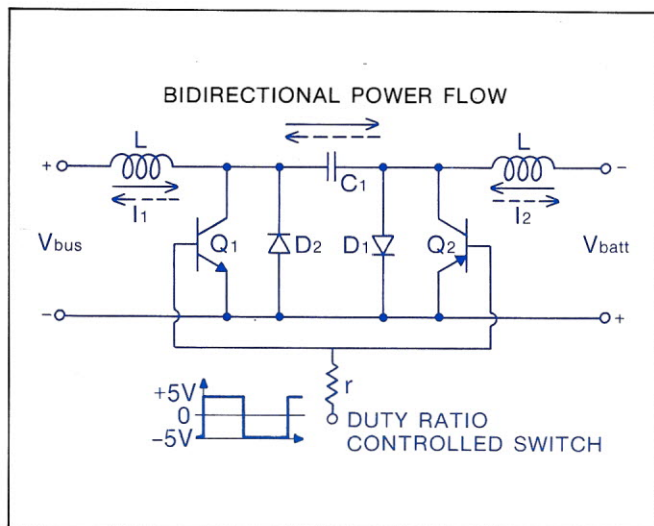 BIDIRECTIONAL POWER FLOW
L
L
+
C1
-
I1
I2
Vbus
Q1
D2
D1
Q2
Vbatt
-
+
r
+5V
0
-5V
DUTY RATIO
CONTROLLED SWITCH